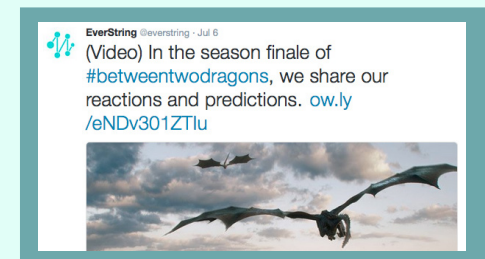 EverString @everstring · Jul 6
(Video) In the season finale of
#betweentwodragons, we share our
reactions and predictions. ow.ly
/eNDv301ZTlu